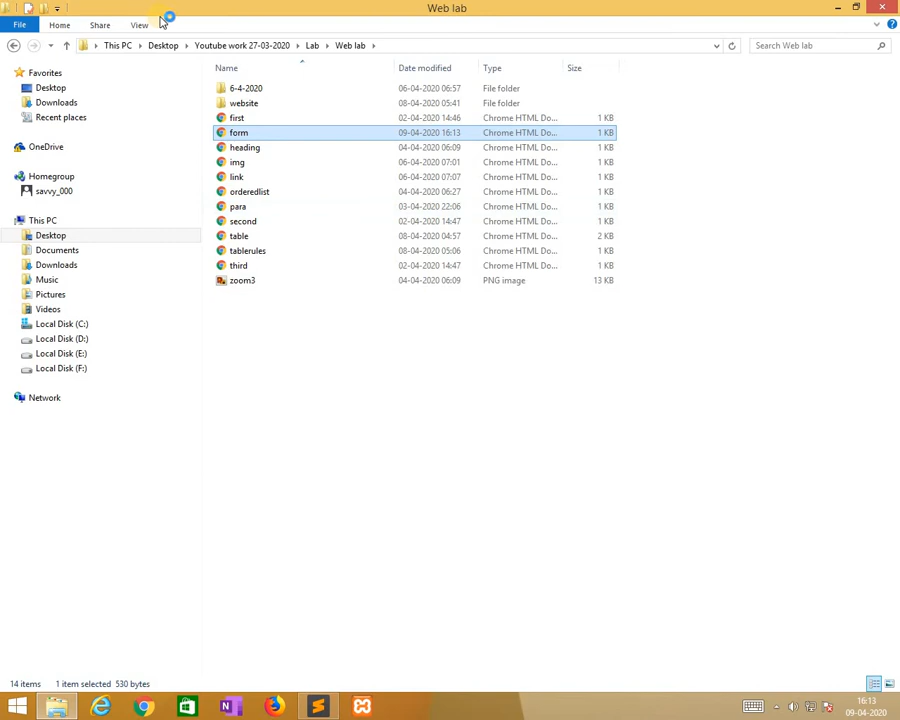 Web lab
File Home Share View
This PC Desktop Youtube work 27-03-2020 Lab Web lab Search Web lab
Name Date modified Type Size
Favorites
Desktop
Downloads
Recent places
OneDrive
Homegroup
savvy_000
This PC
Desktop
Documents
Downloads
Music
Pictures
Videos
Local Disk (C:)
Local Disk (D:)
Local Disk (E:)
Local Disk (F:)
Network
6-4-2020 06-04-2020 06:57 File folder
website 08-04-2020 05:41 File folder
first 02-04-2020 14:46 Chrome HTML Do... 1 KB
form 09-04-2020 16:13 Chrome HTML Do... 1 KB
heading 04-04-2020 06:09 Chrome HTML Do... 1 KB
img 06-04-2020 07:01 Chrome HTML Do... 1 KB
link 06-04-2020 07:07 Chrome HTML Do... 1 KB
orderedlist 04-04-2020 06:27 Chrome HTML Do... 1 KB
para 03-04-2020 22:06 Chrome HTML Do... 1 KB
second 02-04-2020 14:47 Chrome HTML Do... 1 KB
table 08-04-2020 04:57 Chrome HTML Do... 2 KB
tablerules 08-04-2020 05:06 Chrome HTML Do... 1 KB
third 02-04-2020 14:47 Chrome HTML Do... 1 KB
zoom3 04-04-2020 06:09 PNG image 13 KB
14 items 1 item selected 530 bytes
16:13
09-04-2020